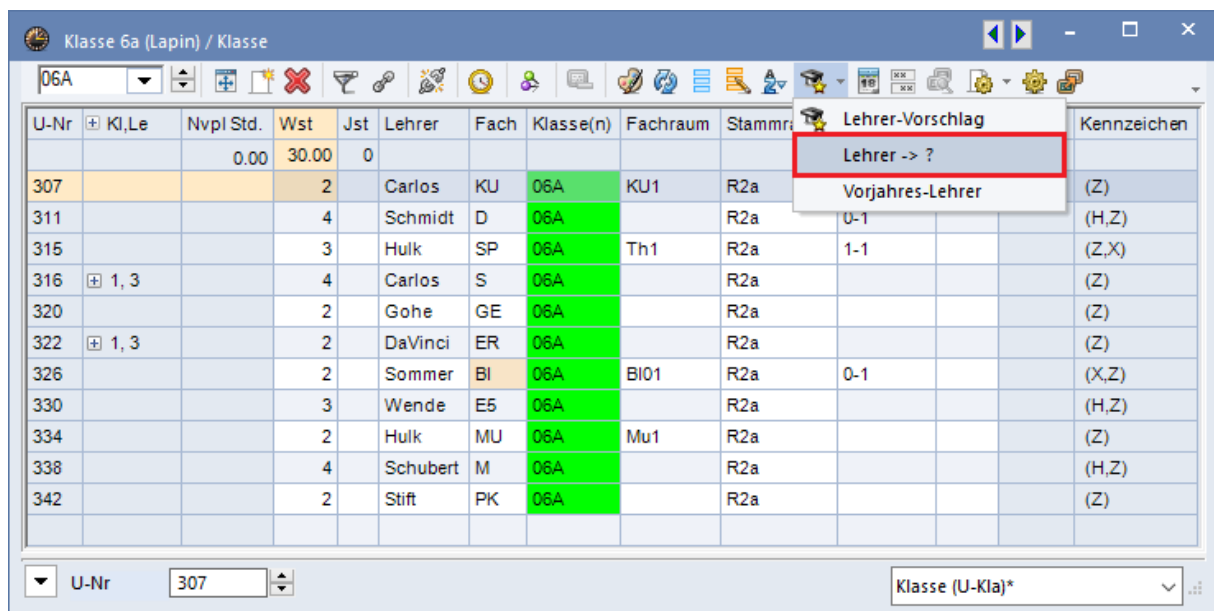 Klasse 6a (Lapin) / Klasse
06A
U-Nr Kl,Le Nvpl Std. Wst Jst Lehrer Fach Klasse(n) Fachraum Stammr Kennzeichen
Lehrer-Vorschlag
Lehrer -> ?
Vorjahres-Lehrer
0.00 30.00 0
307 2 Carlos KU 06A KU1 R2a (Z)
311 4 Schmidt D 06A R2a 0-1 (H,Z)
315 3 Hulk SP 06A Th1 R2a 1-1 (Z,X)
316 1, 3 4 Carlos S 06A R2a (Z)
320 2 Gohe GE 06A R2a (Z)
322 1, 3 2 DaVinci ER 06A R2a (Z)
326 2 Sommer BI 06A BI01 R2a 0-1 (X,Z)
330 3 Wende E5 06A R2a (H,Z)
334 2 Hulk MU 06A Mu1 R2a (Z)
338 4 Schubert M 06A R2a (H,Z)
342 2 Stift PK 06A R2a (Z)
U-Nr 307 Klasse (U-Kla)*